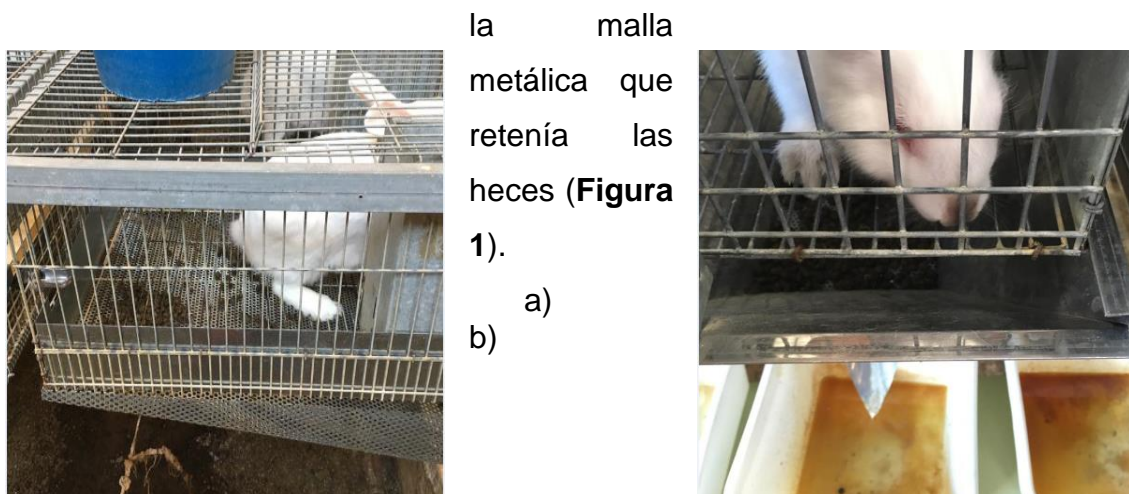 la malla
metálica que
retenía las
heces (Figura
1).
a)
b)